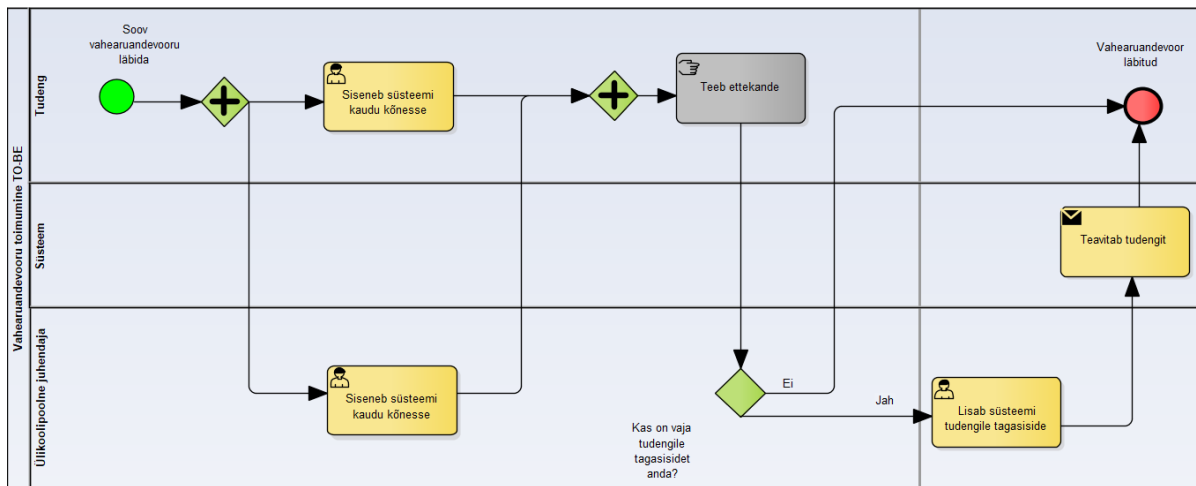 Vahearuandevooru toimumine TO-BE
Tudeng
Soov
vahearuandevooru
läbida
Siseneb süsteemi
kaudu kõnesse
Teeb ettekande
Vahearuandevoor
läbitud
Süsteem
Teavitab tudengit
Ülikoolipoolne juhendaja
Siseneb süsteemi
kaudu kõnesse
Kas on vaja
tudengile
tagasisidet
anda?
Ei
Jah
Lisab süsteemi
tudengile tagasiside